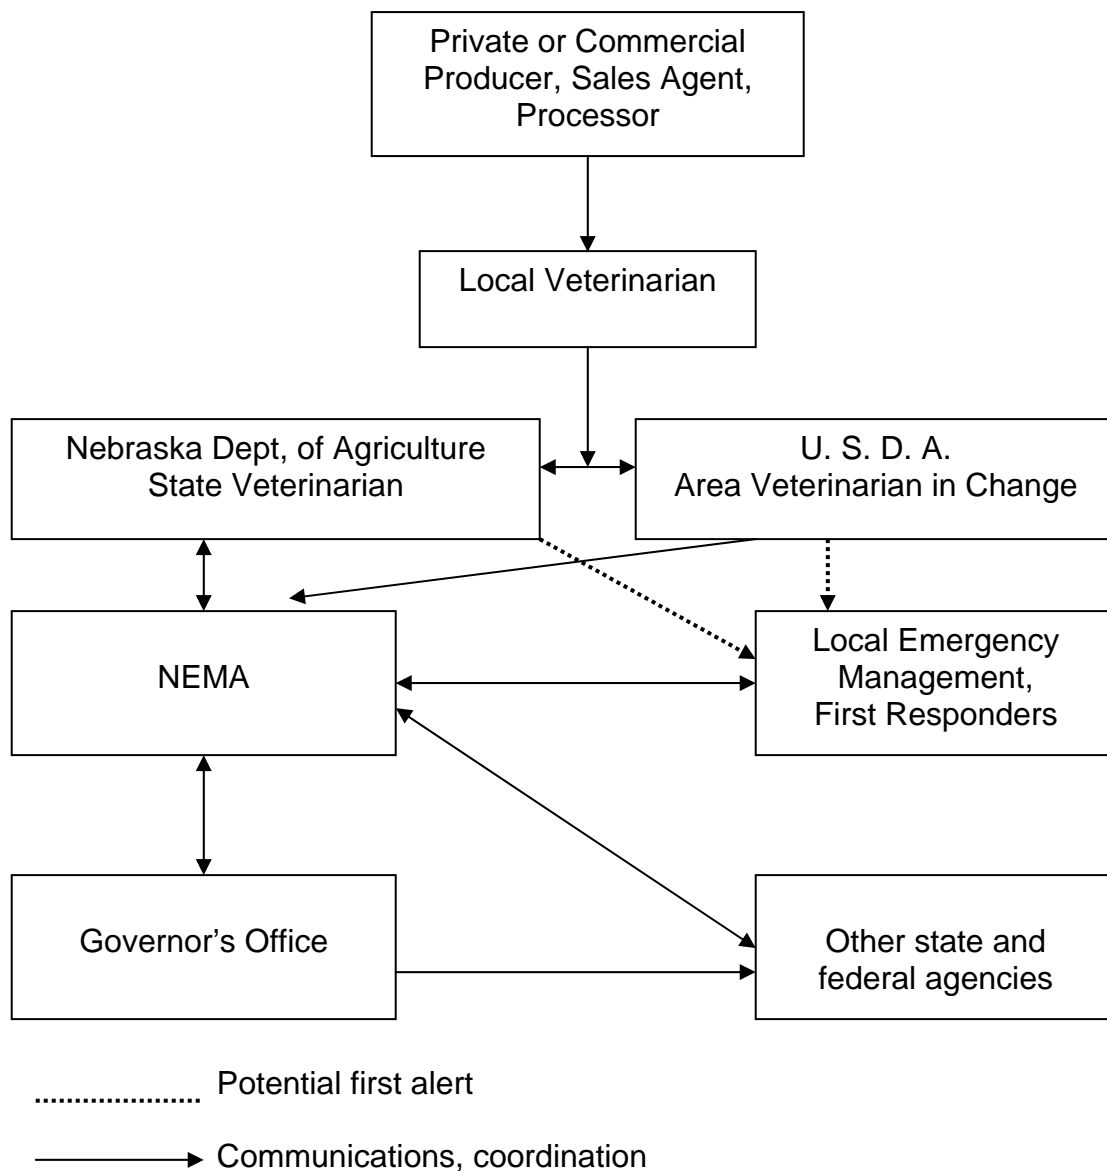 Private or Commercial
Producer, Sales Agent,
Processor
Local Veterinarian
Nebraska Dept, of Agriculture
State Veterinarian
U. S. D. A.
Area Veterinarian in Change
NEMA
Local Emergency
Management,
First Responders
Governor’s Office
Other state and
federal agencies
Potential first alert
Communications, coordination